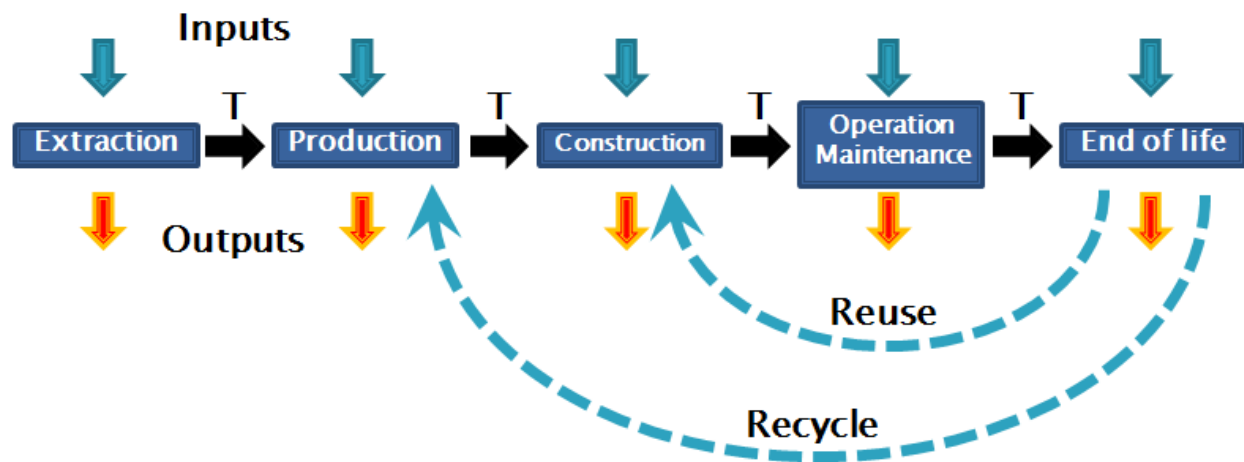 Inputs
T
T
T
T
Extraction
Production
Construction
Operation
Maintenance
End of life
Outputs
Reuse
Recycle